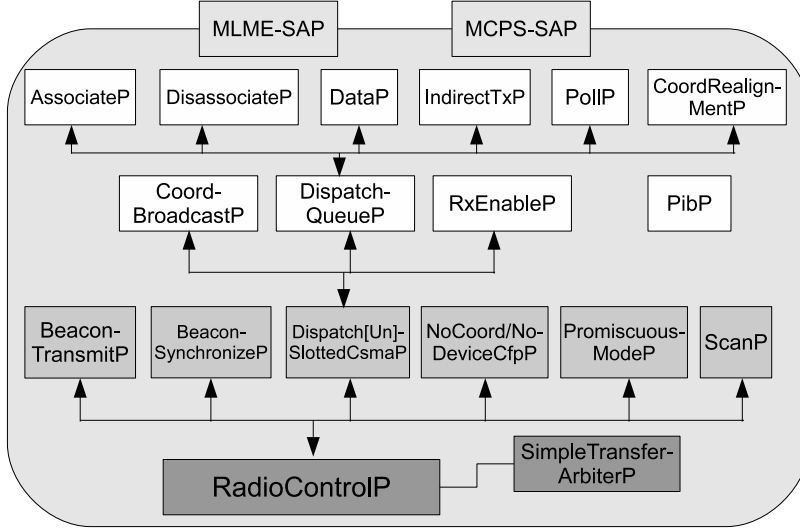 MLME-SAP
MCPS-SAP
AssociateP
DisassociateP
DataP
IndirectTxP
PollP
CoordRealign-
MentP
Coord-
BroadcastP
Dispatch-
QueueP
RxEnableP
PibP
Beacon-
TransmitP
Beacon-
SynchronizeP
Dispatch[Un]-
SlottedCsmaP
NoCoord/No-
DeviceCfpP
Promiscuous-
ModeP
ScanP
RadioControlP
SimpleTransfer-
ArbiterP